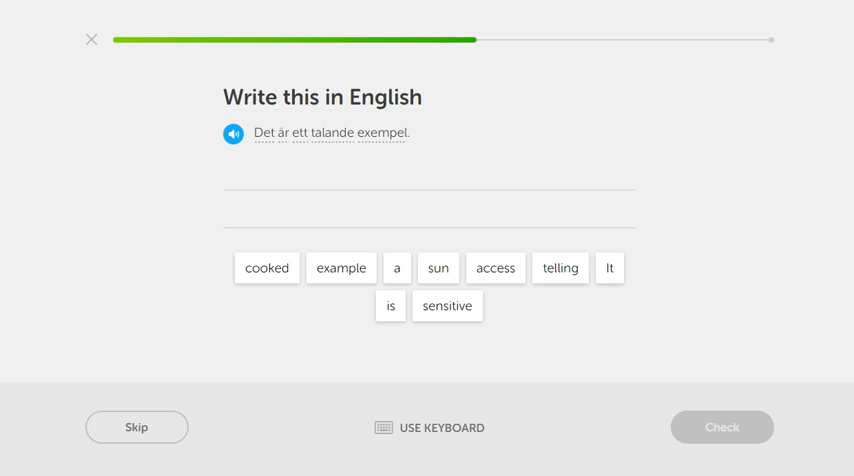 Write this in English
Det är ett talande exempel.
cooked example a sun access telling It
is sensitive
Skip USE KEYBOARD Check